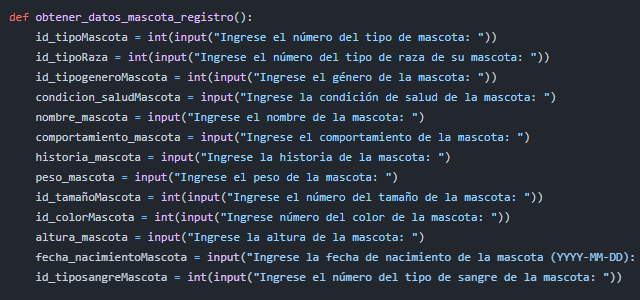 def obtener_datos_mascota_registro():
    id_tipoMascota = int(input("Ingrese el número del tipo de mascota: "))
    id_tipoRaza = int(input("Ingrese el número del tipo de raza de su mascota: "))
    id_tipogeneroMascota = int(input("Ingrese el género de la mascota: "))
    condicion_saludMascota = input("Ingrese la condición de salud de la mascota: ")
    nombre_mascota = input("Ingrese el nombre de la mascota: ")
    comportamiento_mascota = input("Ingrese el comportamiento de la mascota: ")
    historia_mascota = input("Ingrese la historia de la mascota: ")
    peso_mascota = input("Ingrese el peso de la mascota: ")
    id_tamañoMascota = int(input("Ingrese el número del tamaño de la mascota: "))
    id_colorMascota = int(input("Ingrese número del color de la mascota: "))
    altura_mascota = input("Ingrese la altura de la mascota: ")
    fecha_nacimientoMascota = input("Ingrese la fecha de nacimiento de la mascota (YYYY-MM-DD):
    id_tiposangreMascota = int(input("Ingrese el número del tipo de sangre de la mascota: "))